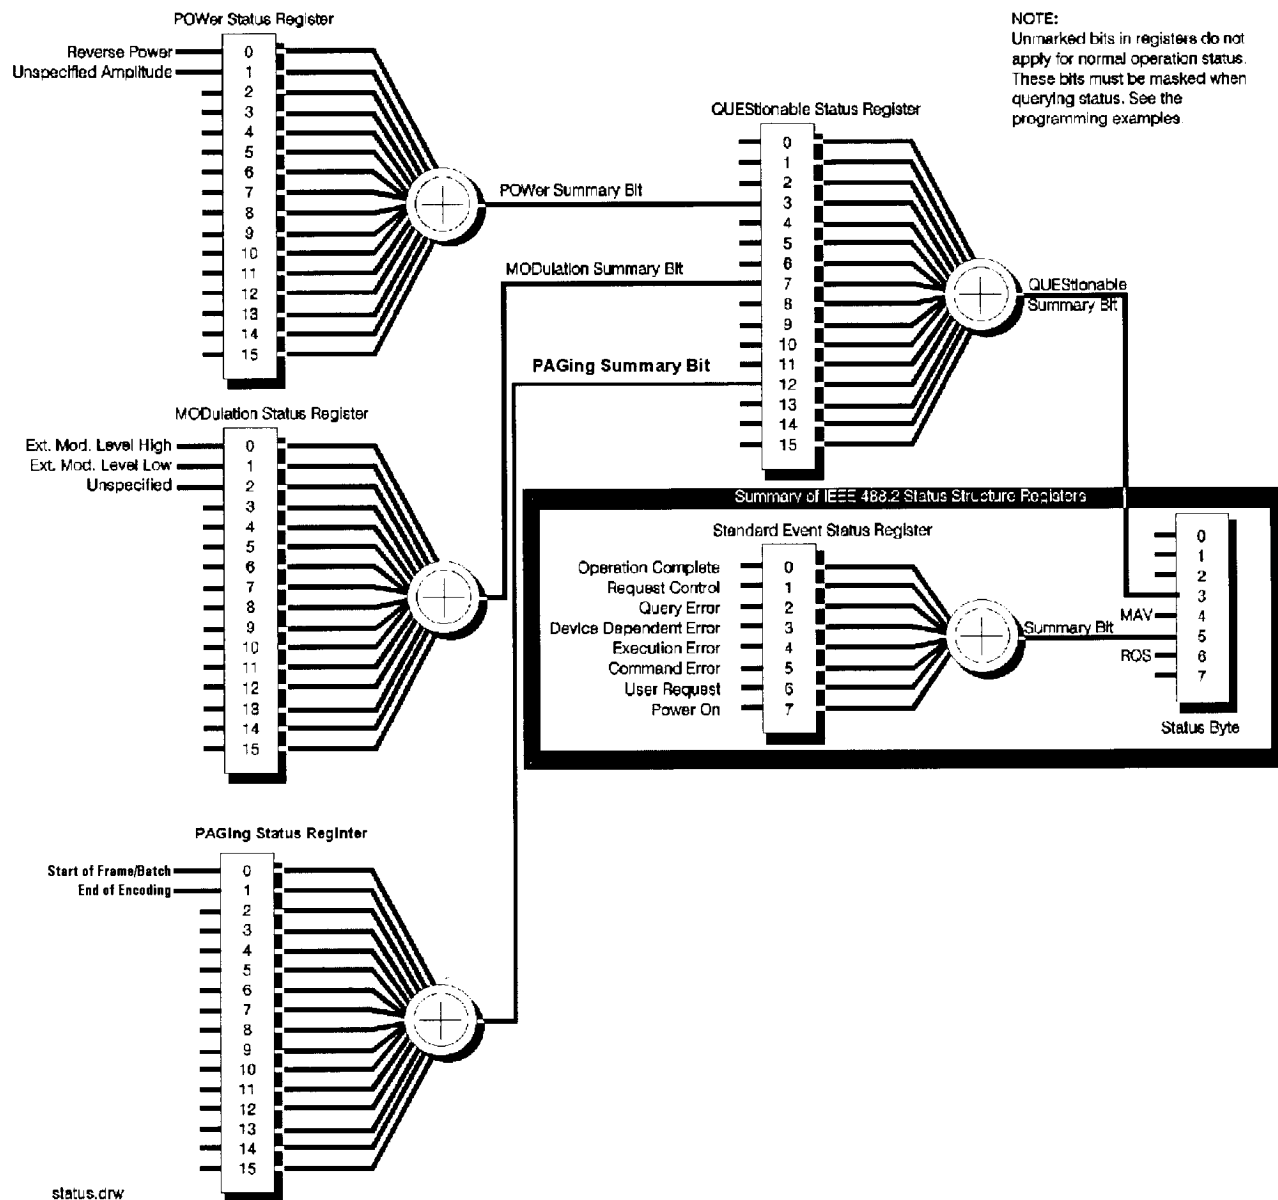 POWer Status Register
Reverse Power
Unspecified Amplitude
0
1
2
3
4
5
6
7
8
9
10
11
12
13
14
15
POWer Summary Bit
MODulation Summary Bit
PAGing Summary Bit
MODulation Status Register
Ext. Mod. Level High
Ext. Mod. Level Low
Unspecified
0
1
2
3
4
5
6
7
8
9
10
11
12
13
14
15
PAGing Status Reginter
Start of Frame/Batch
End of Encoding
0
1
2
3
4
5
6
7
8
9
10
11
12
13
14
15
status.drw
NOTE:
Unmarked bits in registers do not
apply for normal operation status.
These bits must be masked when
querying status. See the
programming examples.
QUEStionable Status Register
0
1
2
3
4
5
6
7
8
9
10
11
12
13
14
15
QUEStionable
Summary Bit
Summary of IEEE 488.2 Status Structure Registers
Standard Event Status Register
Operation Complete
Request Control
Query Error
Device Dependent Error
Execution Error
Command Error
User Request
Power On
0
1
2
3
4
5
6
7
Summary Bit
MAV
RQS
0
1
2
3
4
5
6
7
Status Byte